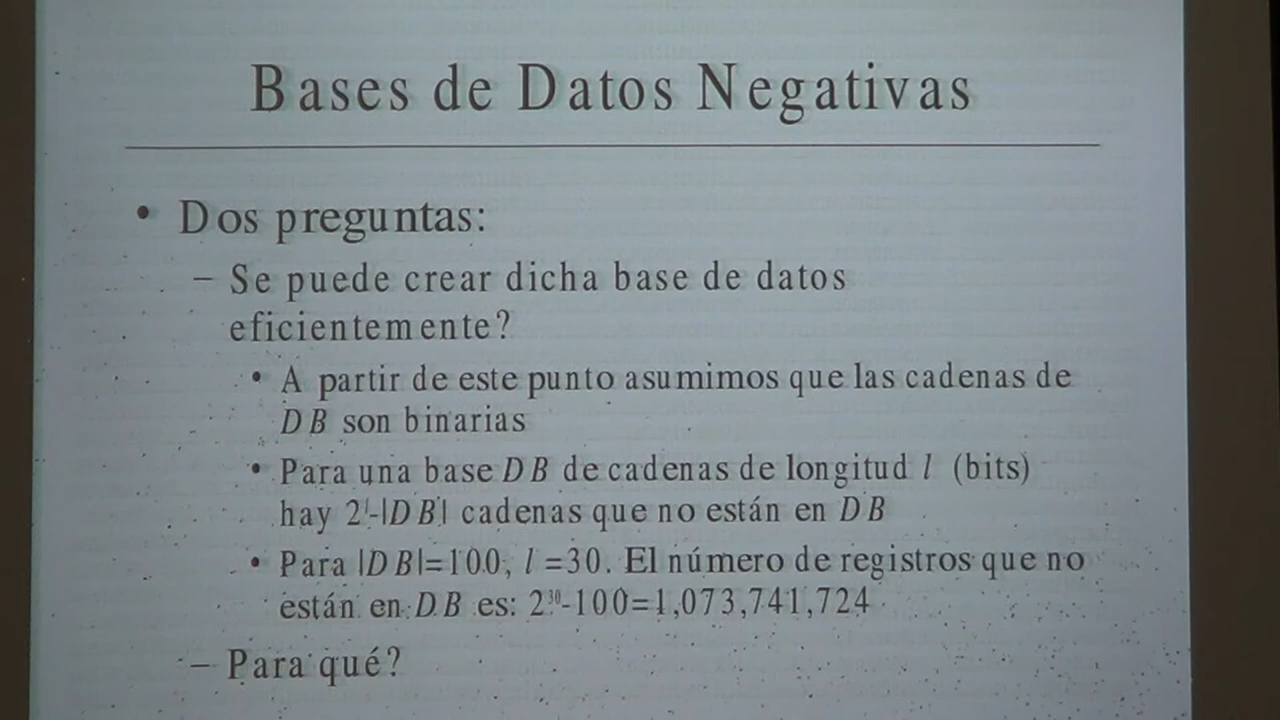 Bases de Datos Negativas
• Dos preguntas:
– Se puede crear dicha base de datos
eficientemente?
• A partir de este punto asumimos que las cadenas de
DB son binarias
• Para una base DB de cadenas de longitud l (bits)
hay 2^l-|DB| cadenas que no están en DB
• Para |DB|=100, l =30. El número de registros que no
están en DB es: 2^30-100=1,073,741,724
– Para qué?